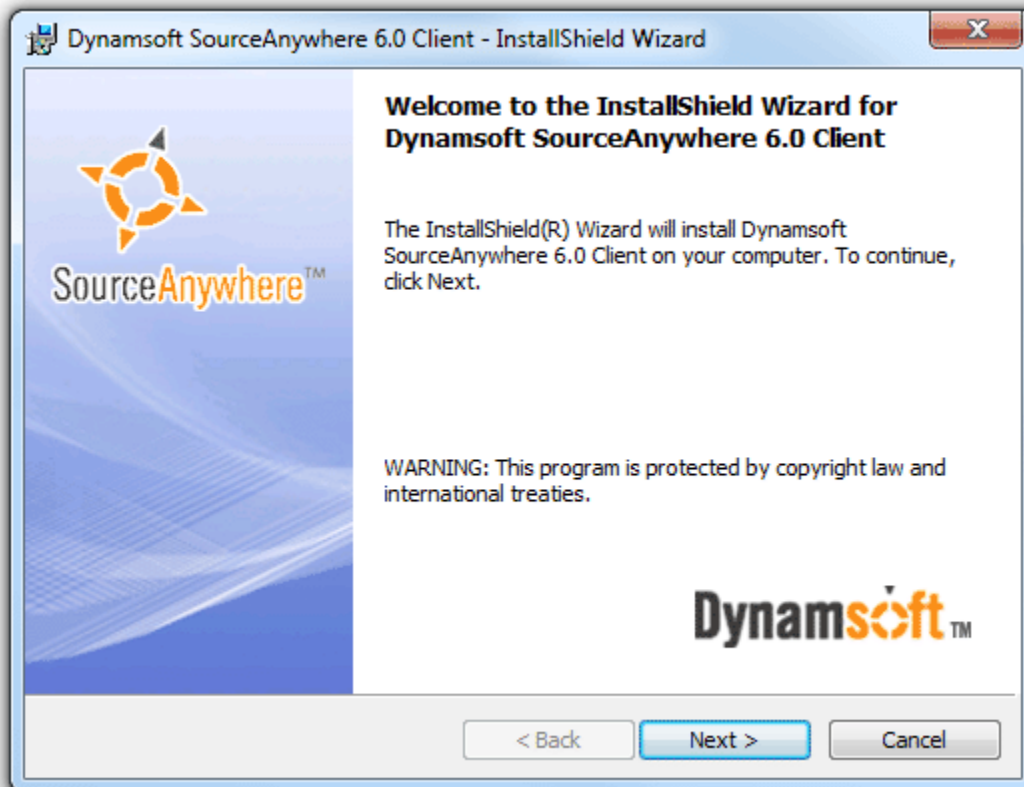 Dynamsoft SourceAnywhere 6.0 Client - InstallShield Wizard
Welcome to the InstallShield Wizard for
Dynamsoft SourceAnywhere 6.0 Client
SourceAnywhere™
The InstallShield(R) Wizard will install Dynamsoft
SourceAnywhere 6.0 Client on your computer. To continue,
click Next.
WARNING: This program is protected by copyright law and
international treaties.
Dynamsoft™
< Back
Next >
Cancel